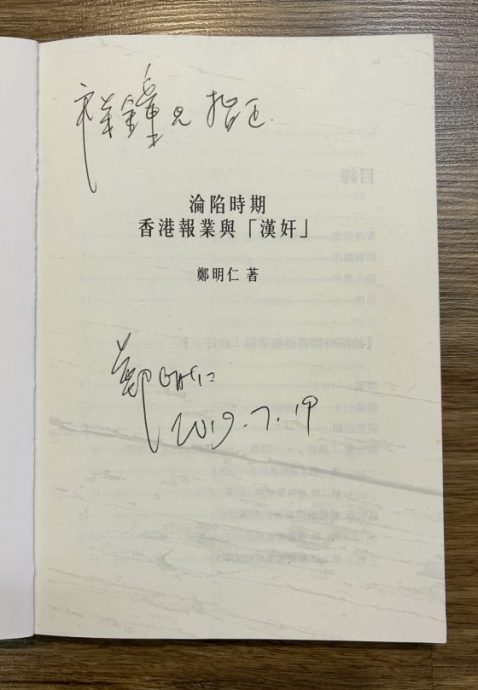 祥鋒兄 指正.
淪陷時期
香港報業與「漢奸」
鄭明仁 著
鄭明仁
2019.7.19